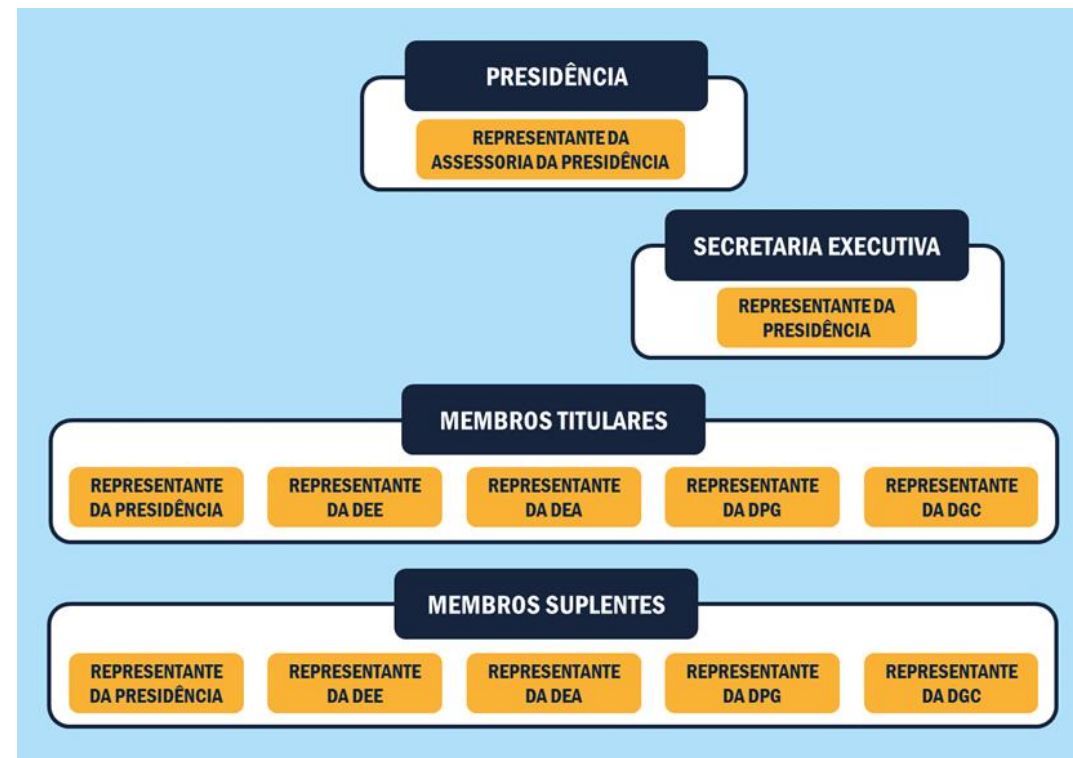 PRESIDÊNCIA
REPRESENTANTE DA
ASSESSORIA DA PRESIDÊNCIA
SECRETARIA EXECUTIVA
REPRESENTANTE DA
PRESIDÊNCIA
MEMBROS TITULARES
REPRESENTANTE
DA PRESIDÊNCIA
REPRESENTANTE
DA DEE
REPRESENTANTE
DA DEA
REPRESENTANTE
DA DPG
REPRESENTANTE
DA DGC
MEMBROS SUPLENTES
REPRESENTANTE
DA PRESIDÊNCIA
REPRESENTANTE
DA DEE
REPRESENTANTE
DA DEA
REPRESENTANTE
DA DPG
REPRESENTANTE
DA DGC